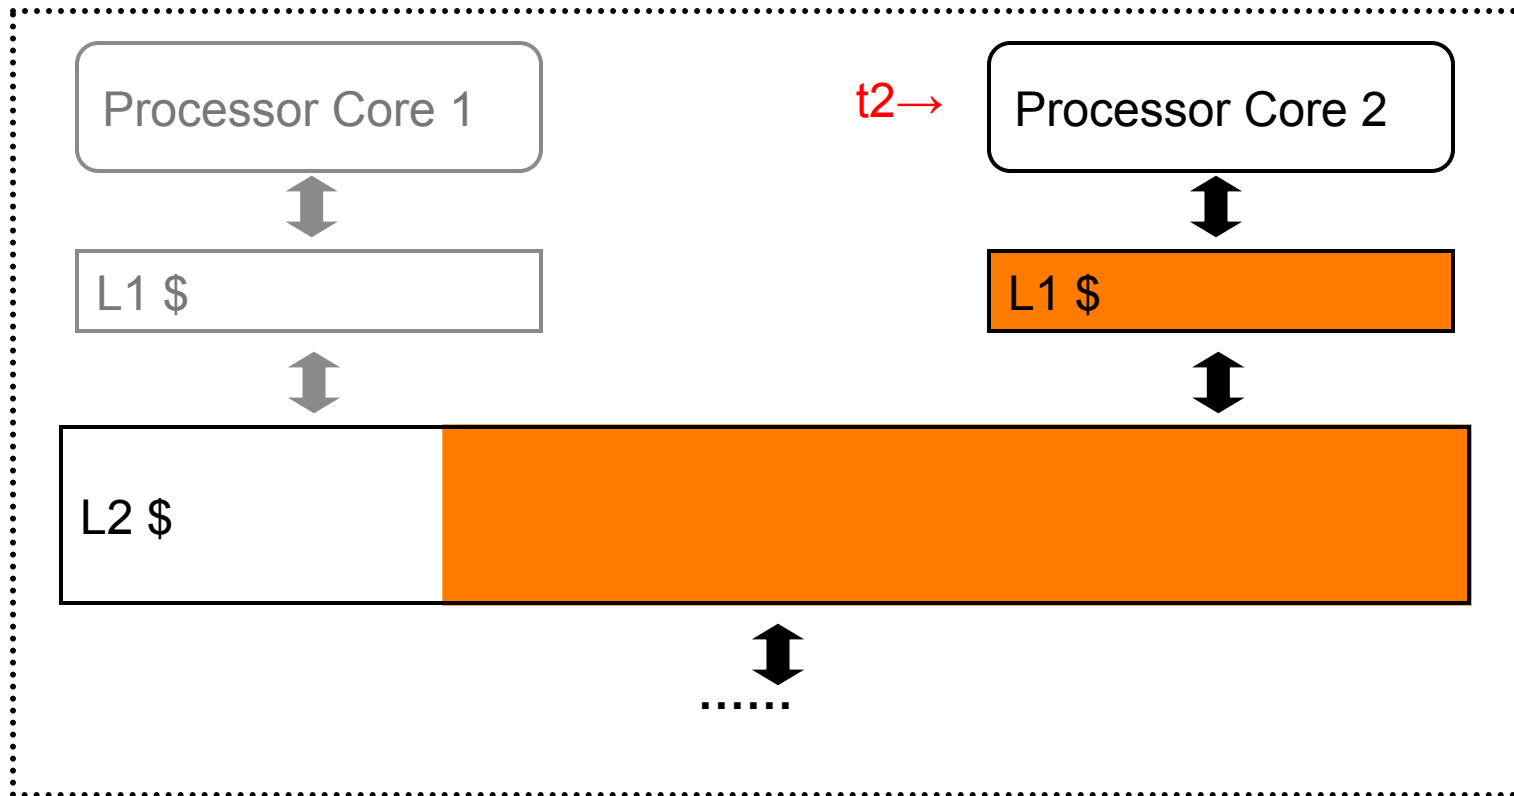 Processor Core 1
t2→
Processor Core 2
L1 $
L1 $
L2 $
......